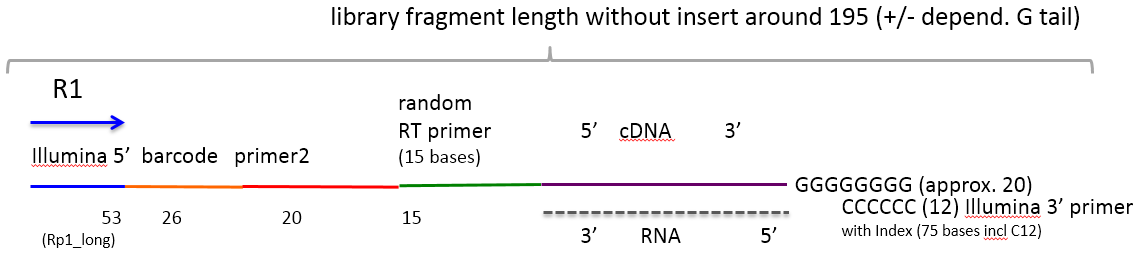 library fragment length without insert around 195 (+/- depend. G tail)
R1
random
RT primer
(15 bases)
5’ cDNA 3’
Illumina 5’ barcode primer2
GGGGGGGG (approx. 20)
CCCCCC (12) Illumina 3’ primer
with Index (75 bases incl C12)
53 26 20 15
(Rp1_long)
3’ RNA 5’